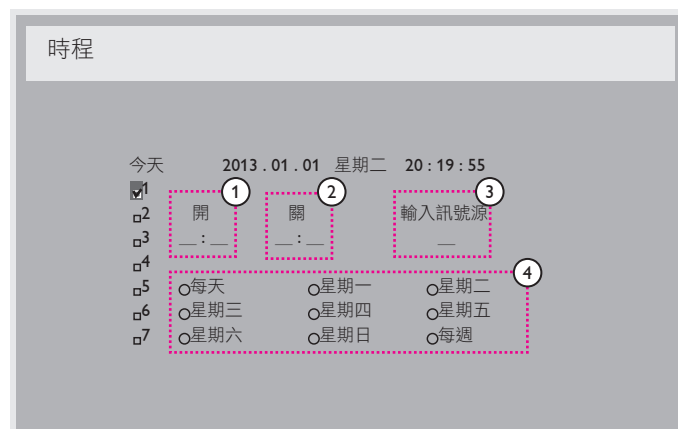 時程
今天 2013 . 01 . 01 星期二 20 : 19 : 55
1
1 2 3
2 開 關 輸入訊號源
3 __ : __ __ : __ __
4
4
5 每天 星期一 星期二
6 星期三 星期四 星期五
7 星期六 星期日 每週